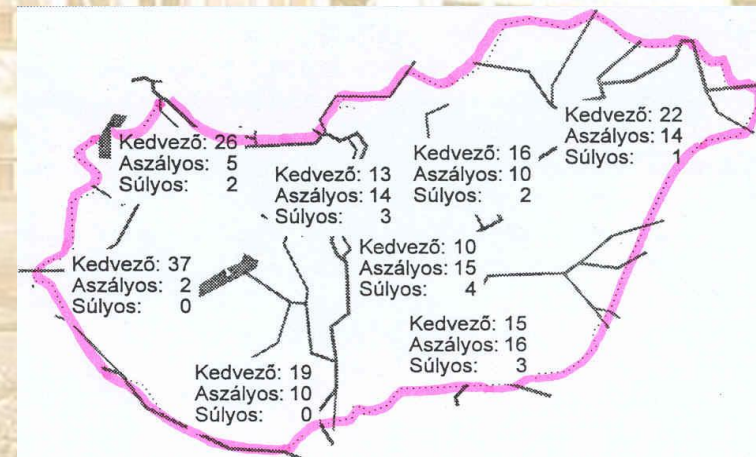 Kedvező: 26
Aszályos: 5
Súlyos: 2
Kedvező: 13
Aszályos: 14
Súlyos: 3
Kedvező: 16
Aszályos: 10
Súlyos: 2
Kedvező: 22
Aszályos: 14
Súlyos: 1
Kedvező: 37
Aszályos: 2
Súlyos: 0
Kedvező: 10
Aszályos: 15
Súlyos: 4
Kedvező: 19
Aszályos: 10
Súlyos: 0
Kedvező: 15
Aszályos: 16
Súlyos: 3